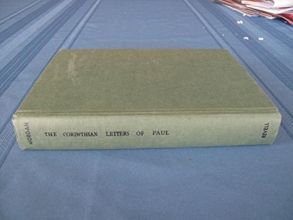 MORGAN
THE CORINTHIAN LETTERS OF PAUL
REVELL